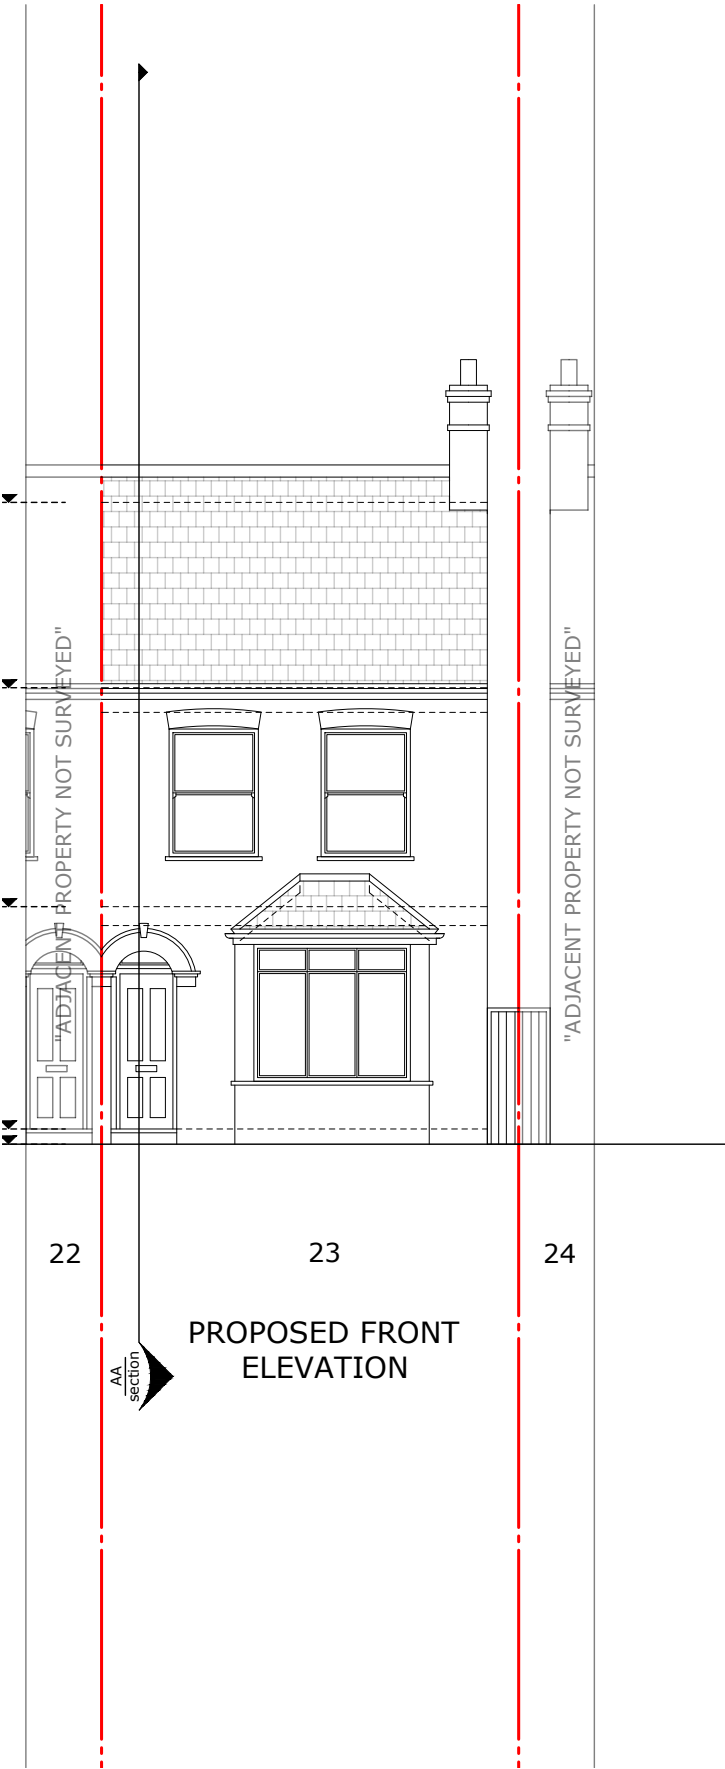 "ADJACENT PROPERTY NOT SURVEYED"
"ADJACENT PROPERTY NOT SURVEYED"
22
23
24
PROPOSED FRONT
ELEVATION
AA
section